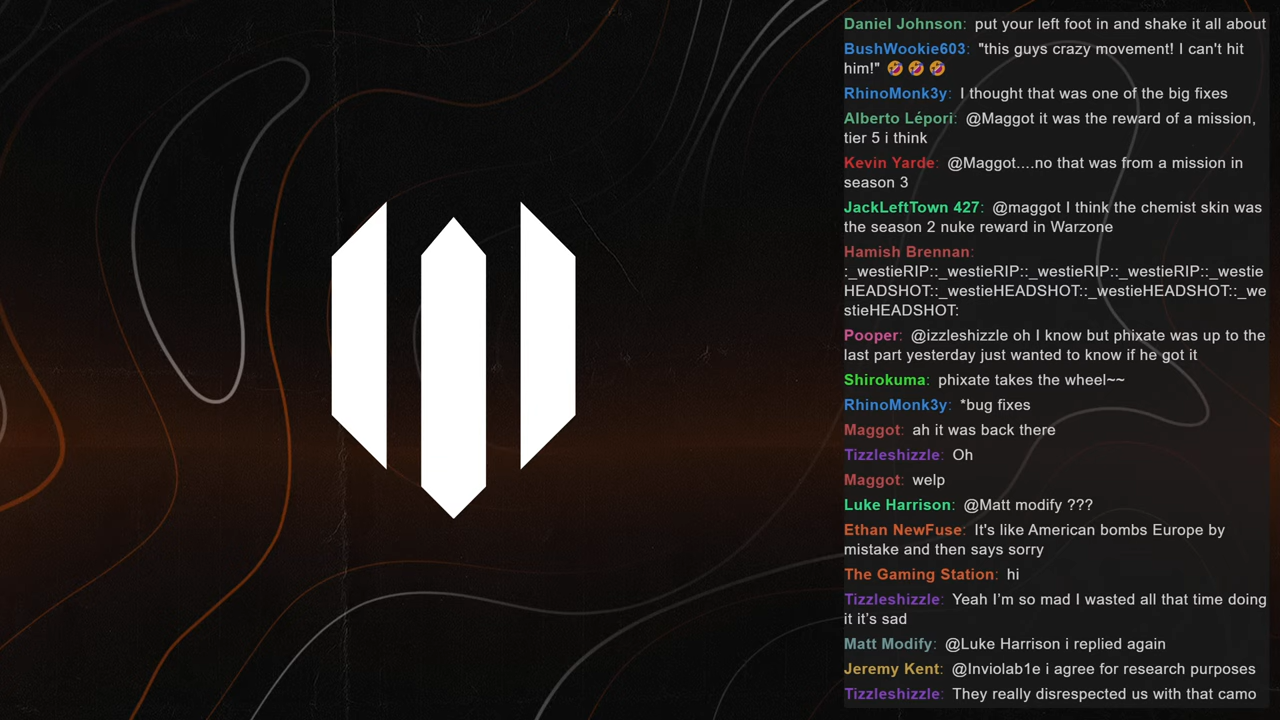 Daniel Johnson: put your left foot in and shake it all about
BushWookie603: "this guys crazy movement! I can't hit
him!" 🤣 🤣 🤣
RhinoMonk3y: I thought that was one of the big fixes
Alberto Lépori: @Maggot it was the reward of a mission,
tier 5 i think
Kevin Yarde: @Maggot....no that was from a mission in
season 3
JackLeftTown 427: @maggot I think the chemist skin was
the season 2 nuke reward in Warzone
Hamish Brennan:
:_westieRIP::_westieRIP::_westieRIP::_westieRIP::_westie
HEADSHOT::_westieHEADSHOT::_westieHEADSHOT::_we
stieHEADSHOT:
Pooper: @izzleshizzle oh I know but phixate was up to the
last part yesterday just wanted to know if he got it
Shirokuma: phixate takes the wheel~~
RhinoMonk3y: *bug fixes
Maggot: ah it was back there
Tizzleshizzle: Oh
Maggot: welp
Luke Harrison: @Matt modify ???
Ethan NewFuse: It's like American bombs Europe by
mistake and then says sorry
The Gaming Station: hi
Tizzleshizzle: Yeah I'm so mad I wasted all that time doing
it it's sad
Matt Modify: @Luke Harrison i replied again
Jeremy Kent: @Inviolab1e i agree for research purposes
Tizzleshizzle: They really disrespected us with that camo